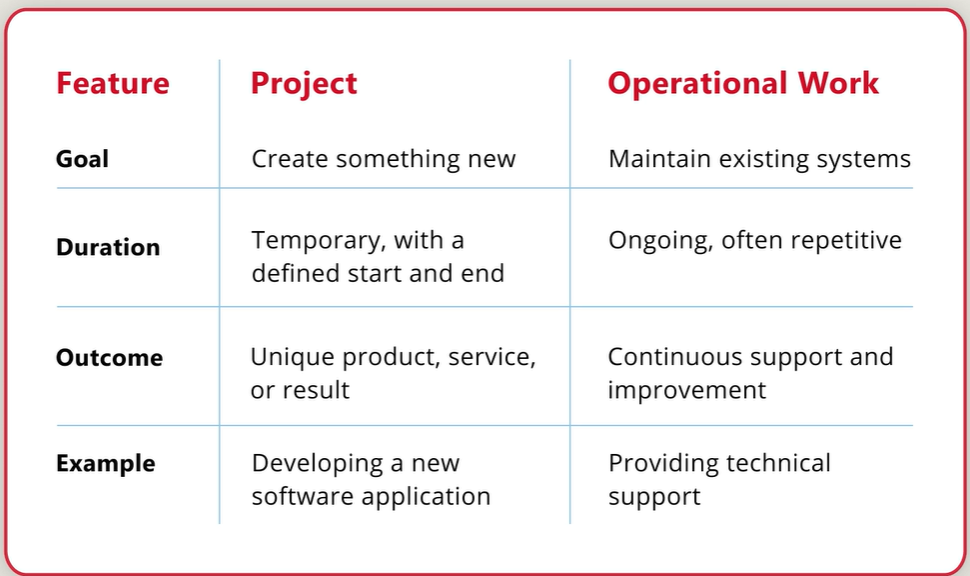 Feature Project Operational Work
Goal Create something new Maintain existing systems
Duration Temporary, with a defined start and end Ongoing, often repetitive
Outcome Unique product, service, or result Continuous support and improvement
Example Developing a new software application Providing technical support